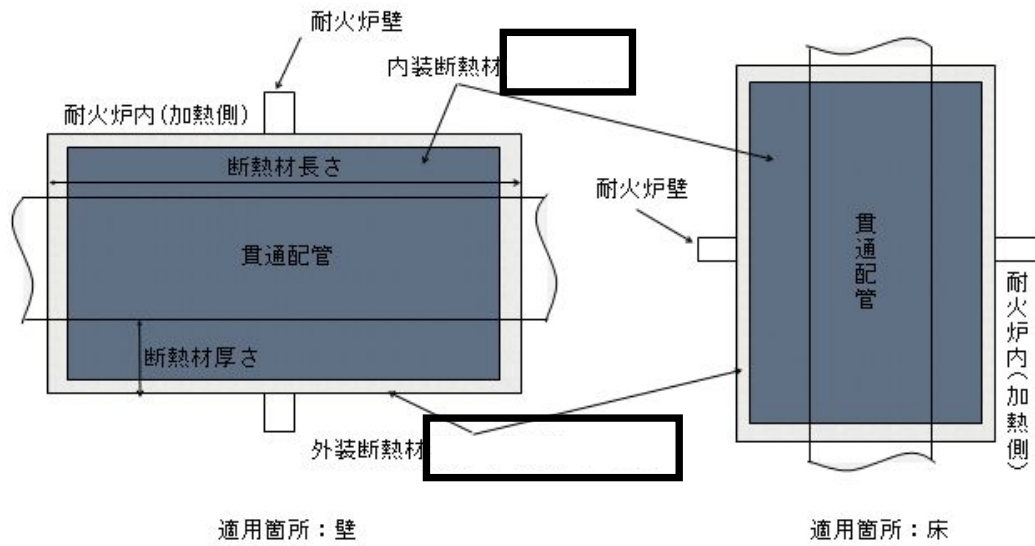 耐火炉壁
内装断熱材
耐火炉内(加熱側)
断熱材長さ
貫通配管
断熱材厚さ
外装断熱材
適用箇所：壁
耐火炉壁
貫通配管
耐火炉内(加熱側)
適用箇所：床